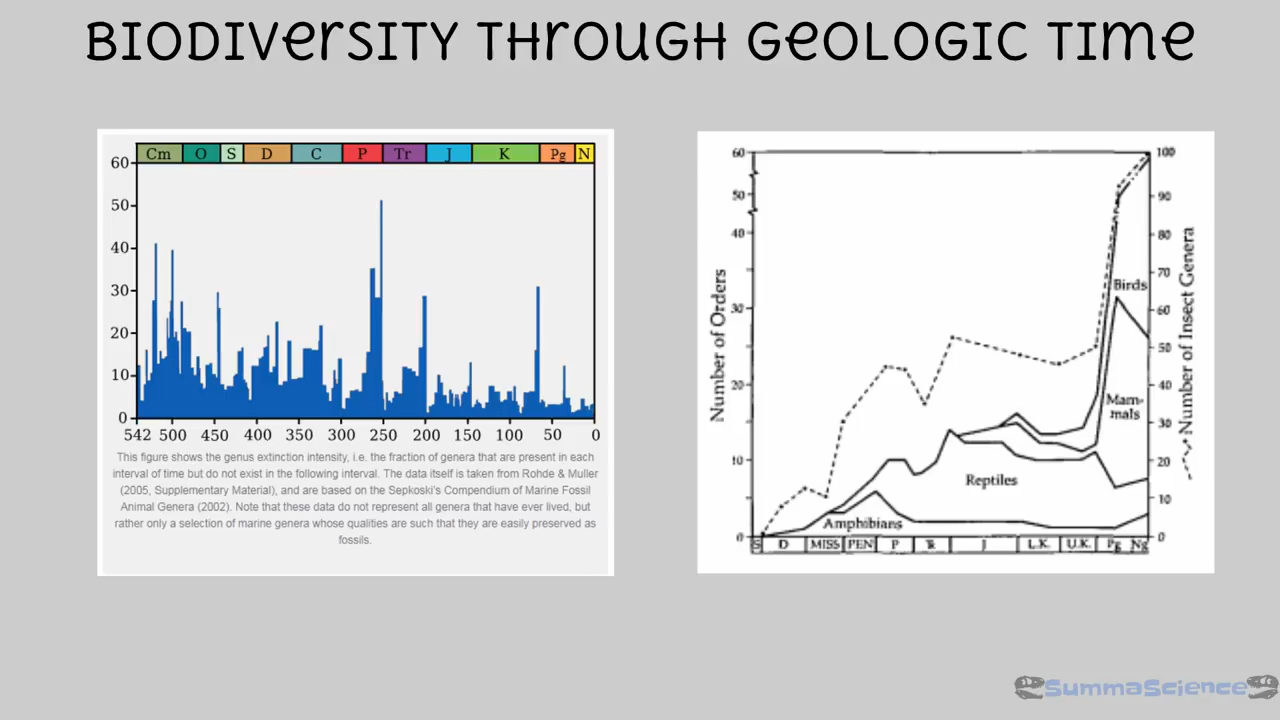 BIODIVERSITY THROUGH GEOLOGIC TIME
Cm O S D C P Tr J K Pg N
60
50
40
30
20
10
0
542 500 450 400 350 300 250 200 150 100 50 0
This figure shows the genus extinction intensity, i.e. the fraction of genera that are present in each
interval of time but do not exist in the following interval. The data itself is taken from Rohde & Muller
(2005, Supplementary Material), and are based on the Sepkoski's Compendium of Marine Fossil
Animal Genera (2002). Note that these data do not represent all genera that have ever lived, but
rather only a selection of marine genera whose qualities are such that they are easily preserved as
fossils.
Number of Orders
60
50
40
30
20
10
0
Birds
Mam-
mals
Reptiles
Amphibians
S D MISS PEN P Tr J L.K. U.K. Pg Ng
100
90
80
70
60
50
40
30
20
10
0
Number of Insect Genera
SummaScience